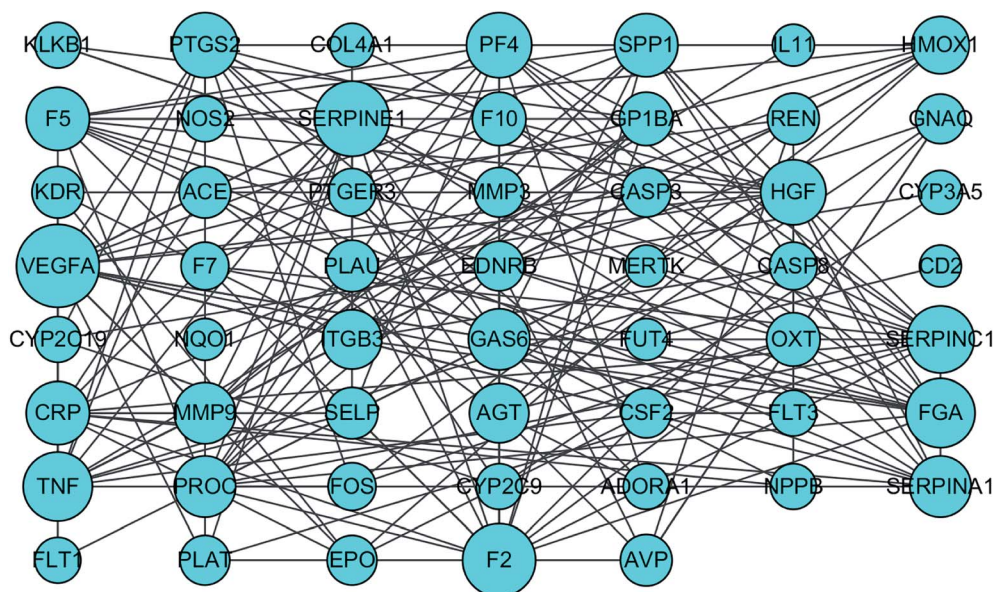 KLKB1 PTGS2 COL4A1 PF4 SPP1 IL11 HMOX1
F5 NOS2 SERPINE1 F10 GP1BA REN GNAQ
KDR ACE PTGER3 MMP3 CASP3 HGF CYP3A5
VEGFA F7 PLAU EDNRB MERTK CASP8 CD2
CYP2C19 NQO1 ITGB3 GAS6 FUT4 OXT SERPINC1
CRP MMP9 SELP AGT CSF2 FLT3 FGA
TNF PROC FOS CYP2C9 ADORA1 NPPB SERPINA1
FLT1 PLAT EPO F2 AVP